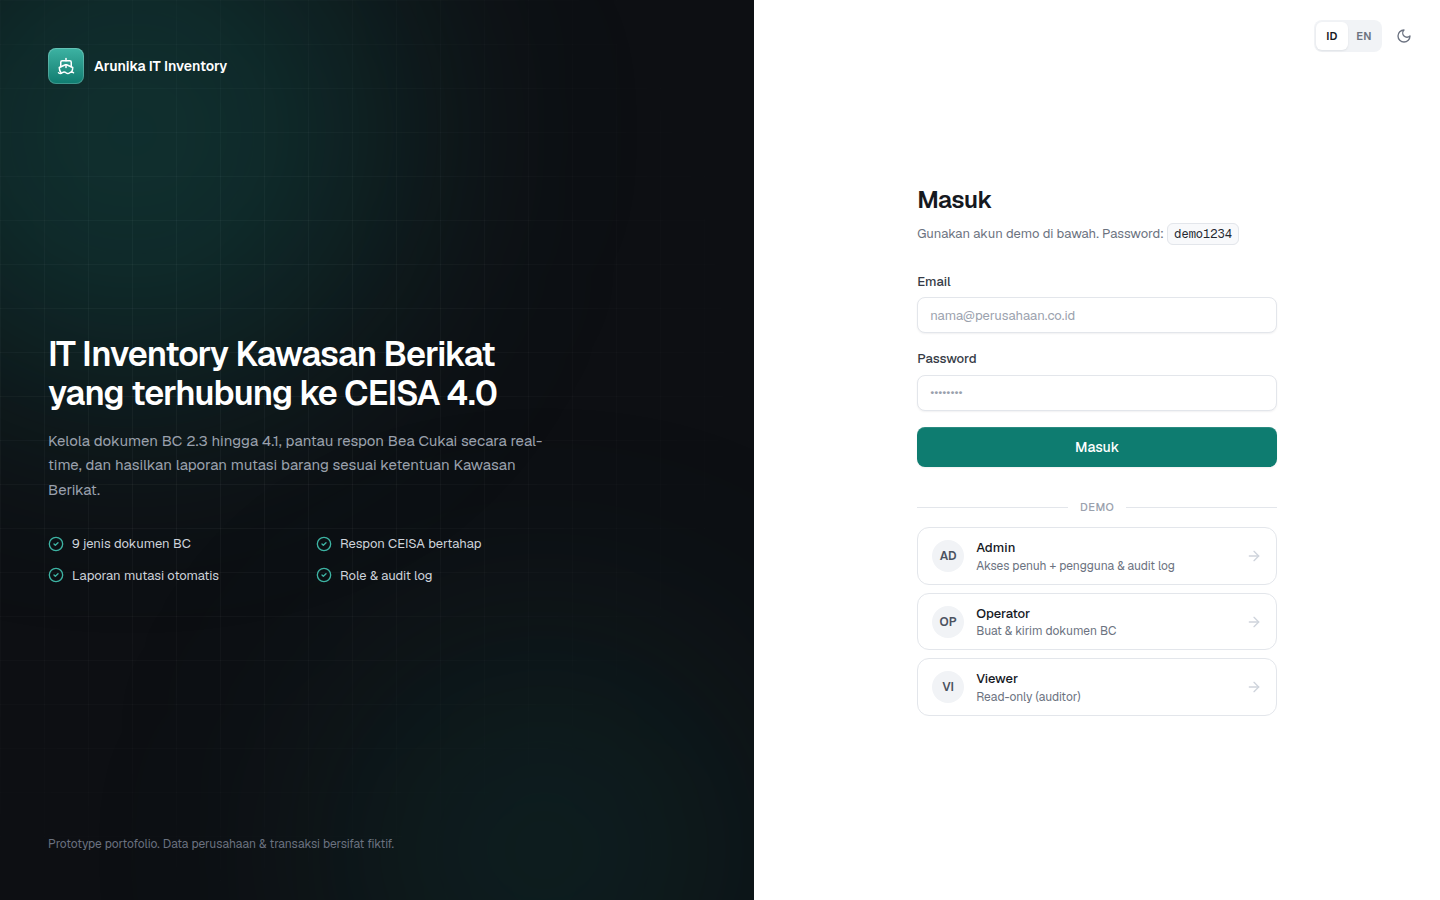 Arunika IT Inventory
IT Inventory Kawasan Berikat
yang terhubung ke CEISA 4.0
Kelola dokumen BC 2.3 hingga 4.1, pantau respon Bea Cukai secara real-
time, dan hasilkan laporan mutasi barang sesuai ketentuan Kawasan
Berikat.
9 jenis dokumen BC
Respon CEISA bertahap
Laporan mutasi otomatis
Role & audit log
Prototype portofolio. Data perusahaan & transaksi bersifat fiktif.
ID EN
Masuk
Gunakan akun demo di bawah. Password: demo1234
Email
nama@perusahaan.co.id
Password
••••••••
Masuk
DEMO
AD
Admin
Akses penuh + pengguna & audit log
OP
Operator
Buat & kirim dokumen BC
VI
Viewer
Read-only (auditor)